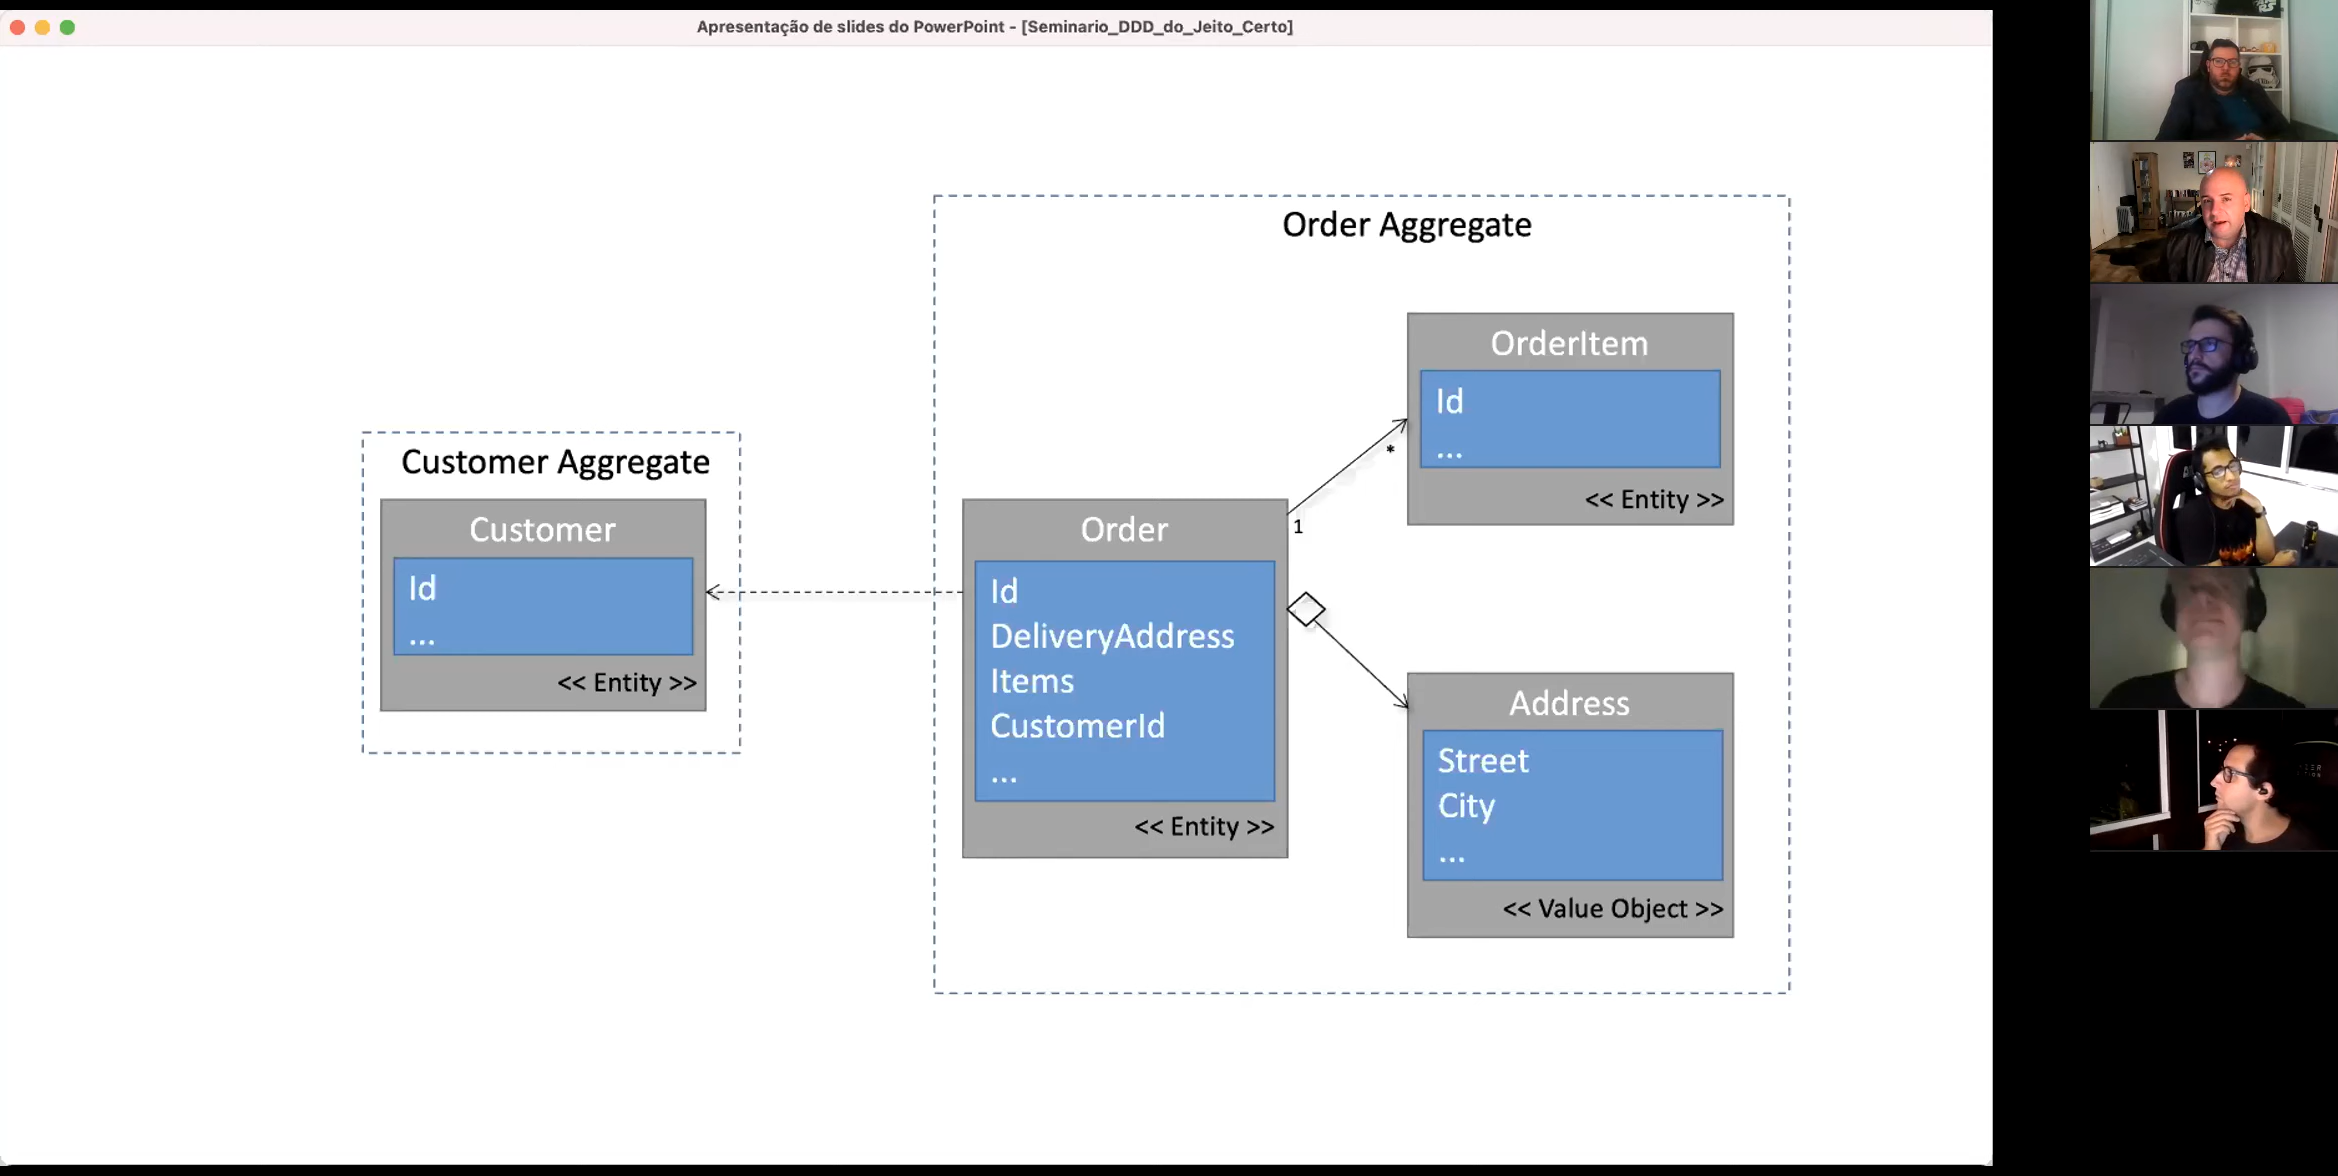 Apresentação de slides do PowerPoint - [Seminario_DDD_do_Jeito_Certo]
Customer Aggregate
Customer
Id
...
<< Entity >>
Order Aggregate
Order
Id
DeliveryAddress
Items
CustomerId
...
<< Entity >>
1
*
OrderItem
Id
...
<< Entity >>
Address
Street
City
...
<< Value Object >>